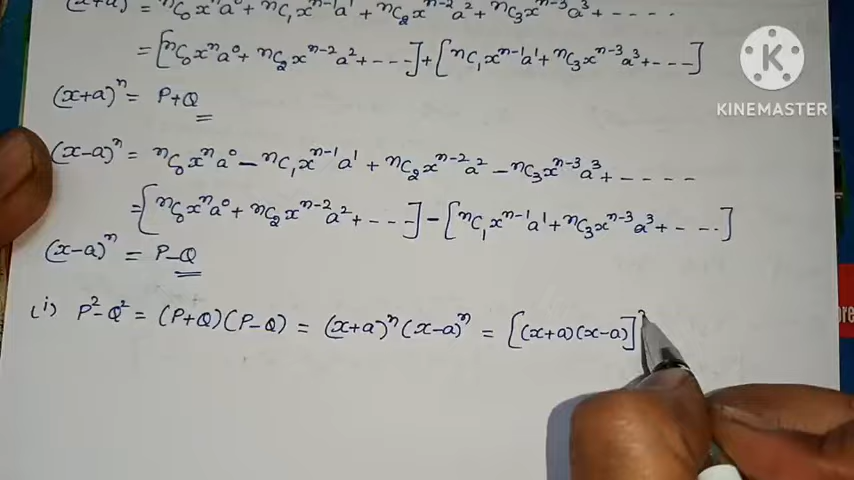 (x+a) = ⁿC₀xⁿa⁰ + ⁿC₁xⁿ⁻¹a¹ + ⁿC₂xⁿ⁻²a² + ⁿC₃xⁿ⁻³a³ + - - - -
= [ⁿC₀xⁿa⁰ + ⁿC₂xⁿ⁻²a² + - - -] + [ⁿC₁xⁿ⁻¹a¹ + ⁿC₃xⁿ⁻³a³ + - - -]
(x+a)ⁿ = P+Q
(x-a)ⁿ = ⁿC₀xⁿa⁰ - ⁿC₁xⁿ⁻¹a¹ + ⁿC₂xⁿ⁻²a² - ⁿC₃xⁿ⁻³a³ + - - - - -
= [ⁿC₀xⁿa⁰ + ⁿC₂xⁿ⁻²a² + - - -] - [ⁿC₁xⁿ⁻¹a¹ + ⁿC₃xⁿ⁻³a³ + - - -]
(x-a)ⁿ = P-Q
(i) P²-Q² = (P+Q)(P-Q) = (x+a)ⁿ(x-a)ⁿ = [(x+a)(x-a)]
K
KINEMASTER